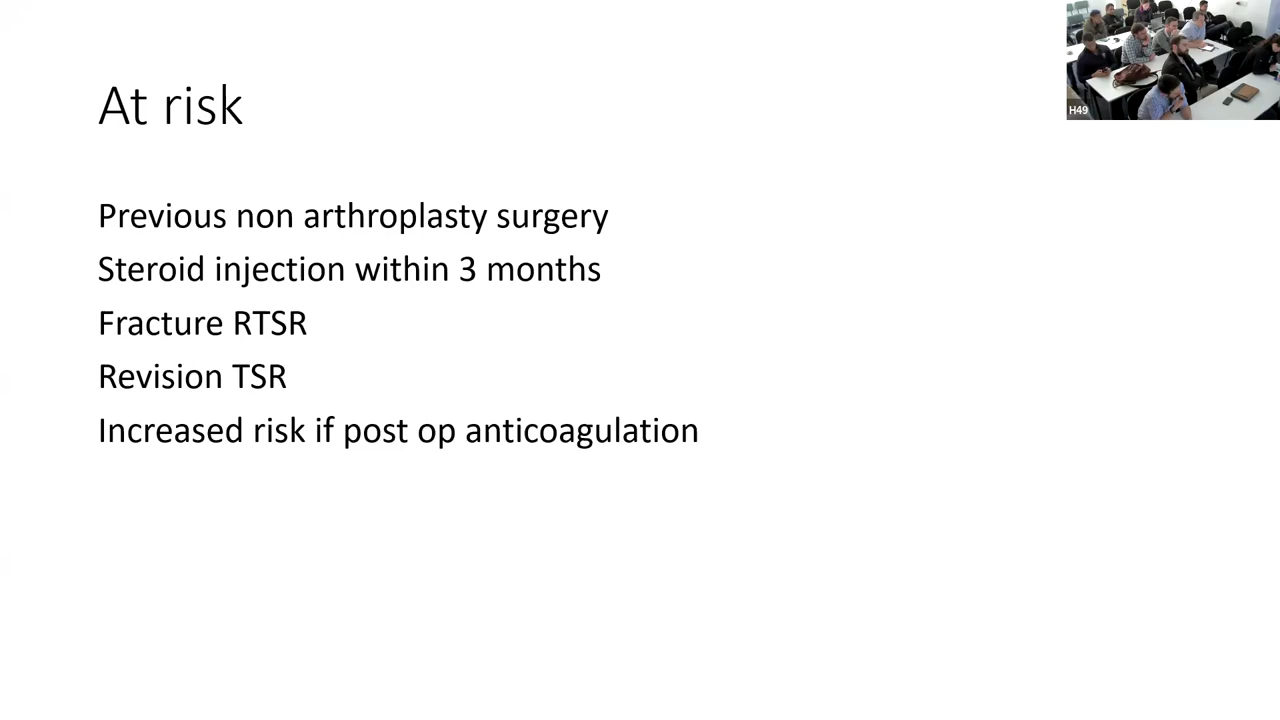 At risk
H49
Previous non arthroplasty surgery
Steroid injection within 3 months
Fracture RTSR
Revision TSR
Increased risk if post op anticoagulation